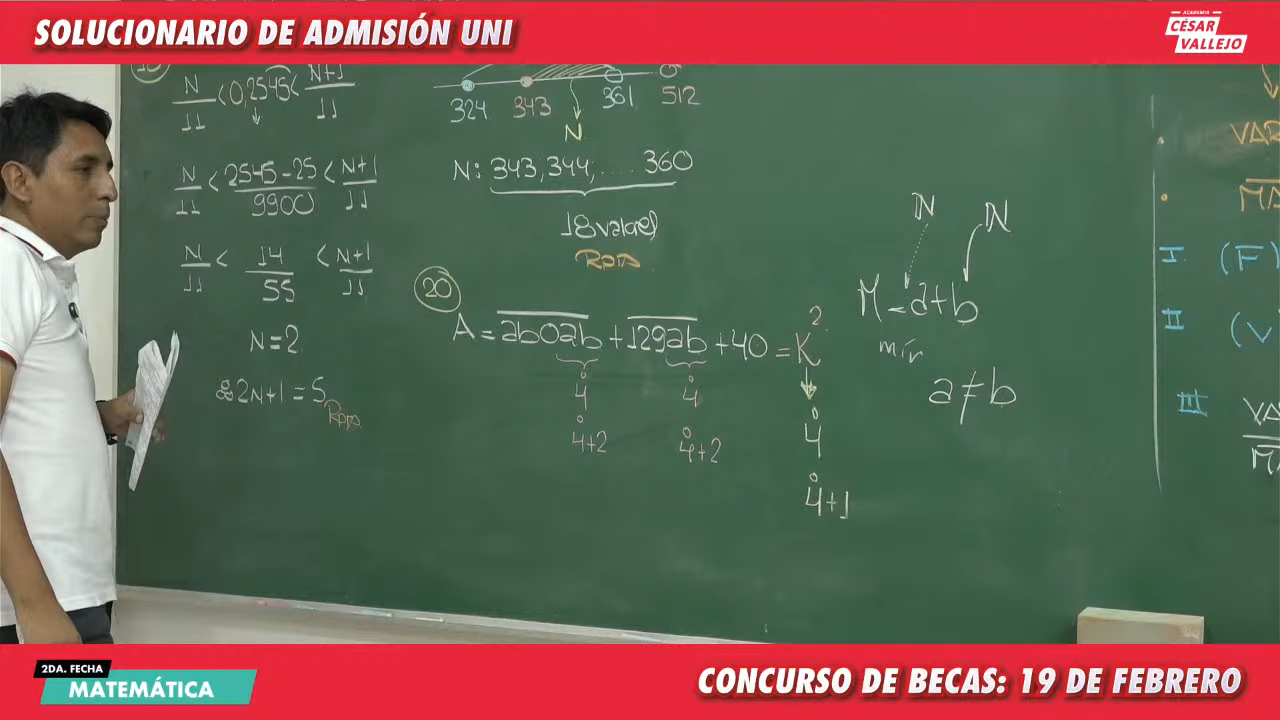 SOLUCIONARIO DE ADMISIÓN UNI
ACADEMIA
CÉSAR
VALLEJO
N/11 < 0,2545 < N+1/11
N/11 < 2545-25/9900 < N+1/11
N/11 < 14/55 < N+1/11
N=2
2N+1=5
Rpta
324 343 361 512
N
N: 343,344,.... 360
18 valores
Rpta
20
A = ab0ab + 129ab + 40 = K²
4 4
4+2 4+2
4
4+1
N N
M = a+b
mín
a≠b
I (F)
II (V
III
2DA. FECHA
MATEMÁTICA
CONCURSO DE BECAS: 19 DE FEBRERO